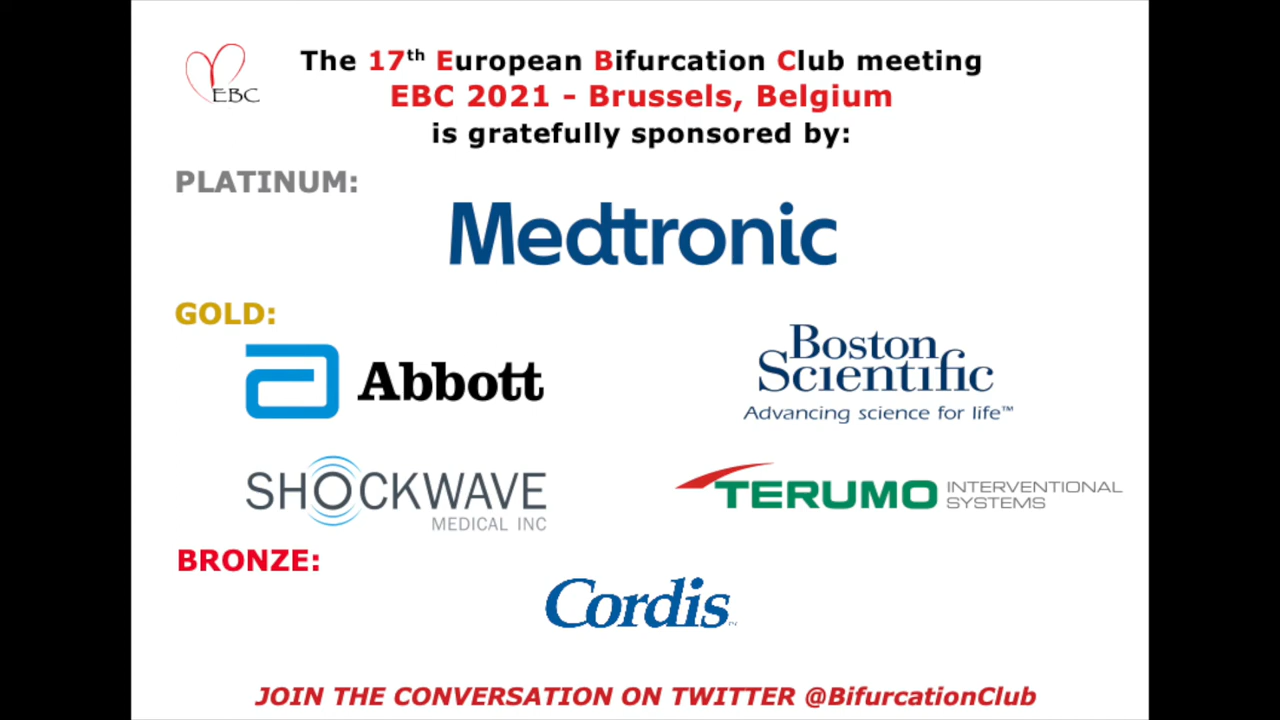 EBC
The 17th European Bifurcation Club meeting
EBC 2021 - Brussels, Belgium
is gratefully sponsored by:
PLATINUM:
Medtronic
GOLD:
Abbott
Boston
Scientific
Advancing science for life™
SHOCKWAVE
MEDICAL INC
TERUMO INTERVENTIONAL
SYSTEMS
BRONZE:
Cordis™
JOIN THE CONVERSATION ON TWITTER @BifurcationClub